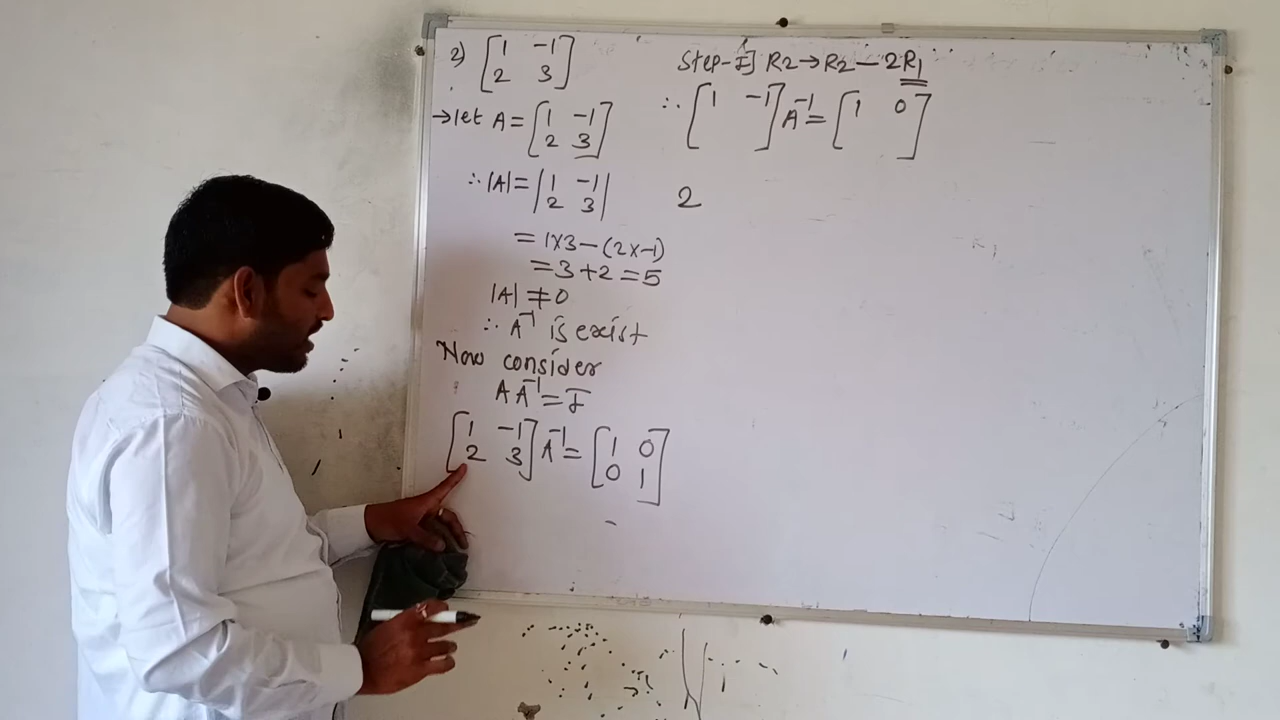 2) [1 -1
2 3]
→let A = [1 -1
2 3]
∴ |A| = |1 -1
2 3|
= 1×3 - (2×-1)
= 3+2 = 5
|A| ≠ 0
∴ A⁻¹ is exist
Now consider
A A⁻¹ = I
[1 -1
2 3] A⁻¹ = [1 0
0 1]
Step-I] R2→R2 - 2R1
∴ [1 -1] A⁻¹ = [1 0]
2